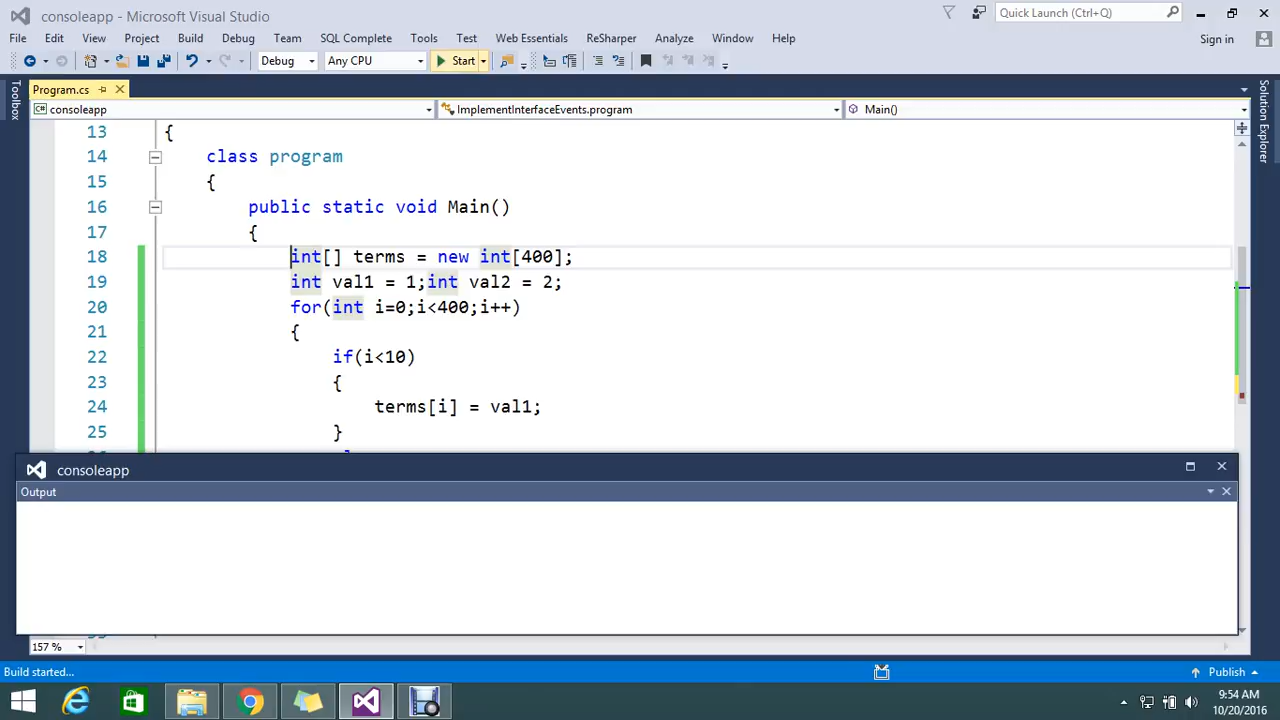 consoleapp - Microsoft Visual Studio
Quick Launch (Ctrl+Q)
File Edit View Project Build Debug Team SQL Complete Tools Test Web Essentials ReSharper Analyze Window Help
Sign in
Debug Any CPU Start
Toolbox
Solution Explorer
Program.cs
consoleapp ImplementInterfaceEvents.program Main()
13 {
14 class program
15 {
16 public static void Main()
17 {
18 int[] terms = new int[400];
19 int val1 = 1;int val2 = 2;
20 for(int i=0;i<400;i++)
21 {
22 if(i<10)
23 {
24 terms[i] = val1;
25 }
consoleapp
Output
157 %
Build started...
Publish
9:54 AM
10/20/2016